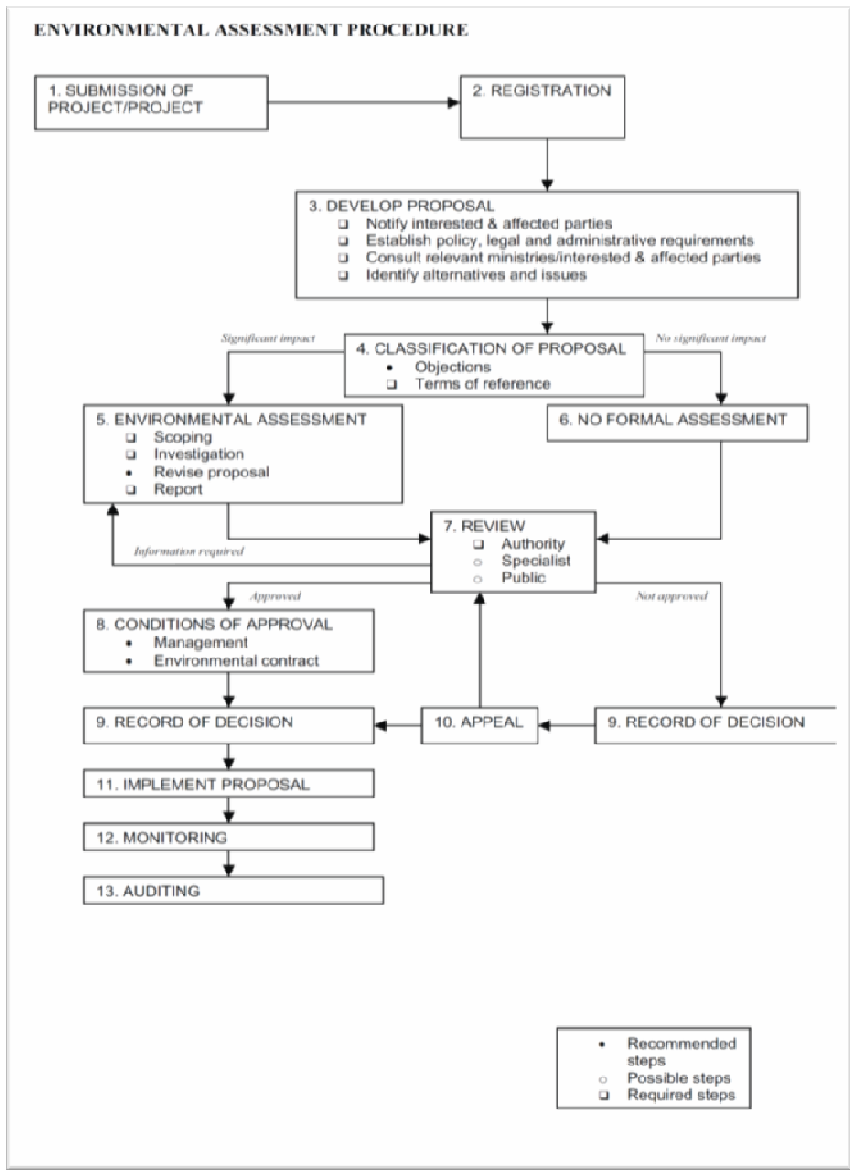 ENVIRONMENTAL ASSESSMENT PROCEDURE
1. SUBMISSION OF
PROJECT/PROJECT
2. REGISTRATION
3. DEVELOP PROPOSAL
❑ Notify interested & affected parties
❑ Establish policy, legal and administrative requirements
❑ Consult relevant ministries/interested & affected parties
❑ Identify alternatives and issues
Significant impact
4. CLASSIFICATION OF PROPOSAL
• Objections
❑ Terms of reference
No significant impact
5. ENVIRONMENTAL ASSESSMENT
❑ Scoping
❑ Investigation
• Revise proposal
❑ Report
6. NO FORMAL ASSESSMENT
7. REVIEW
❑ Authority
○ Specialist
○ Public
Information required
Approved
Not approved
8. CONDITIONS OF APPROVAL
• Management
• Environmental contract
9. RECORD OF DECISION
10. APPEAL
9. RECORD OF DECISION
11. IMPLEMENT PROPOSAL
12. MONITORING
13. AUDITING
• Recommended
steps
○ Possible steps
❑ Required steps